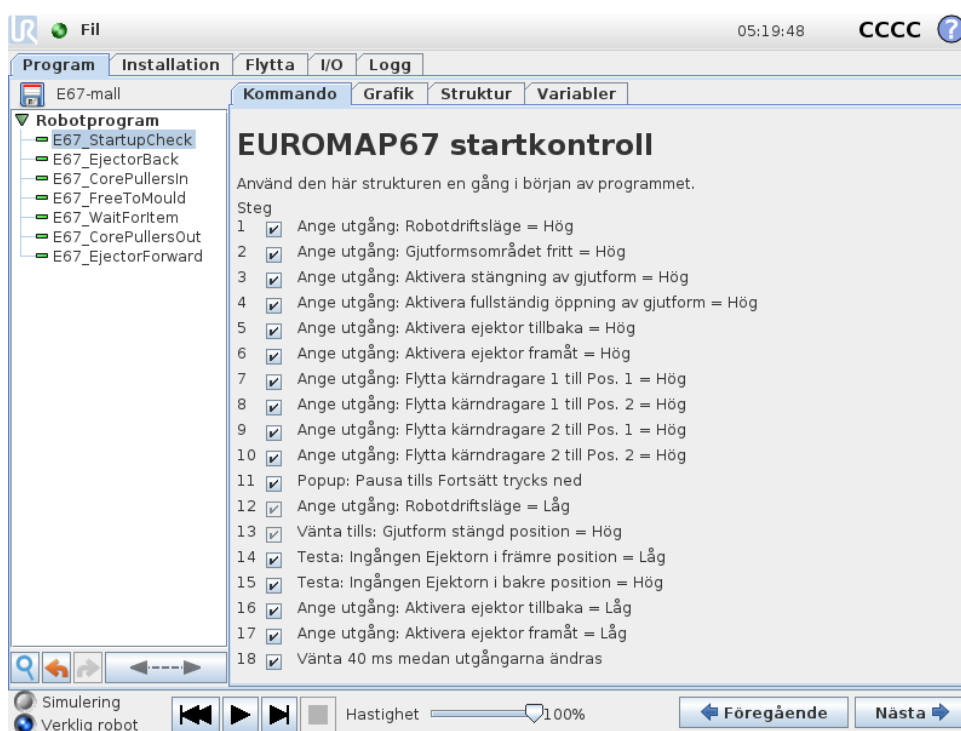 UR Fil 05:19:48 CCCC ?
Program Installation Flytta I/O Logg
E67-mall
Kommando Grafik Struktur Variabler
Robotprogram
E67_StartupCheck
E67_EjectorBack
E67_CorePullersIn
E67_FreeToMould
E67_WaitForItem
E67_CorePullersOut
E67_EjectorForward
EUROMAP67 startkontroll
Använd den här strukturen en gång i början av programmet.
Steg
1 Ange utgång: Robotdriftsläge = Hög
2 Ange utgång: Gjutformsområdet fritt = Hög
3 Ange utgång: Aktivera stängning av gjutform = Hög
4 Ange utgång: Aktivera fullständig öppning av gjutform = Hög
5 Ange utgång: Aktivera ejektor tillbaka = Hög
6 Ange utgång: Aktivera ejektor framåt = Hög
7 Ange utgång: Flytta kärndragare 1 till Pos. 1 = Hög
8 Ange utgång: Flytta kärndragare 1 till Pos. 2 = Hög
9 Ange utgång: Flytta kärndragare 2 till Pos. 1 = Hög
10 Ange utgång: Flytta kärndragare 2 till Pos. 2 = Hög
11 Popup: Pausa tills Fortsätt trycks ned
12 Ange utgång: Robotdriftsläge = Låg
13 Vänta tills: Gjutform stängd position = Hög
14 Testa: Ingången Ejektorn i främre position = Låg
15 Testa: Ingången Ejektorn i bakre position = Hög
16 Ange utgång: Aktivera ejektor tillbaka = Låg
17 Ange utgång: Aktivera ejektor framåt = Låg
18 Vänta 40 ms medan utgångarna ändras
Simulering
Verklig robot
Hastighet 100%
Föregående Nästa